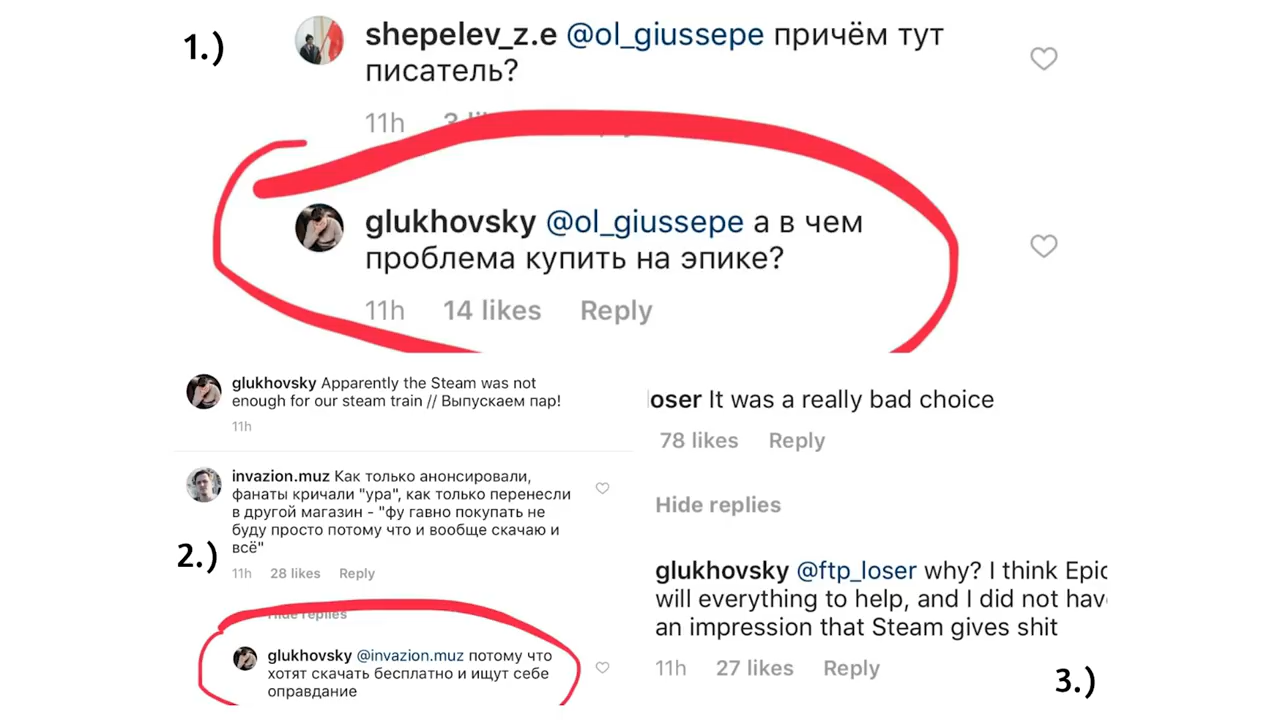 1.)
shepelev_z.e @ol_giussepe причём тут
писатель?
11h
glukhovsky @ol_giussepe а в чем
проблема купить на эпике?
11h 14 likes Reply
glukhovsky Apparently the Steam was not
enough for our steam train // Выпускаем пар!
11h
invazion.muz Как только анонсировали,
фанаты кричали "ура", как только перенесли
в другой магазин - "фу гавно покупать не
буду просто потому что и вообще скачаю и
всё"
2.)
11h 28 likes Reply
Hide replies
glukhovsky @invazion.muz потому что
хотят скачать бесплатно и ищут себе
оправдание
oser It was a really bad choice
78 likes Reply
Hide replies
glukhovsky @ftp_loser why? I think Epic
will everything to help, and I did not hav
an impression that Steam gives shit
11h 27 likes Reply
3.)